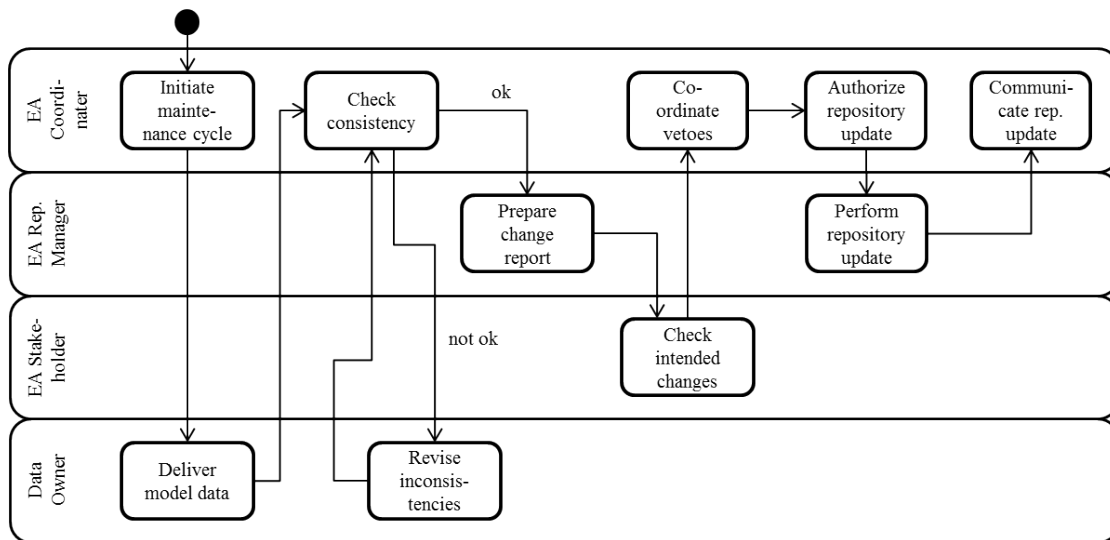 EA
Coordi-
nater
Initiate
mainte-
nance cycle
Check
consistency
ok
Co-
ordinate
vetoes
Authorize
repository
update
Communi-
cate rep.
update
EA Rep.
Manager
Prepare
change
report
Perform
repository
update
EA Stake-
holder
not ok
Check
intended
changes
Data
Owner
Deliver
model data
Revise
inconsis-
tencies